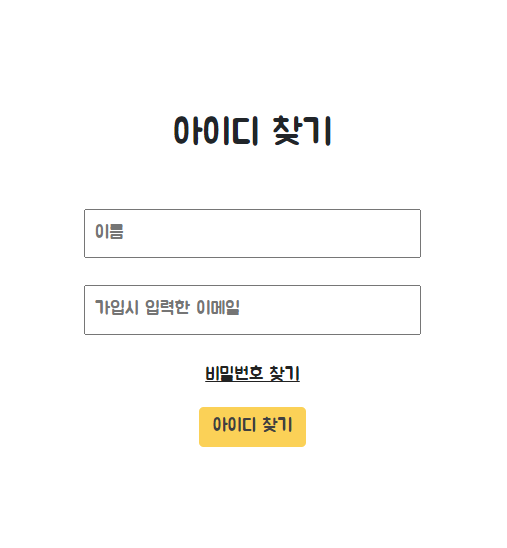 아이디 찾기
이름
가입시 입력한 이메일
비밀번호 찾기
아이디 찾기